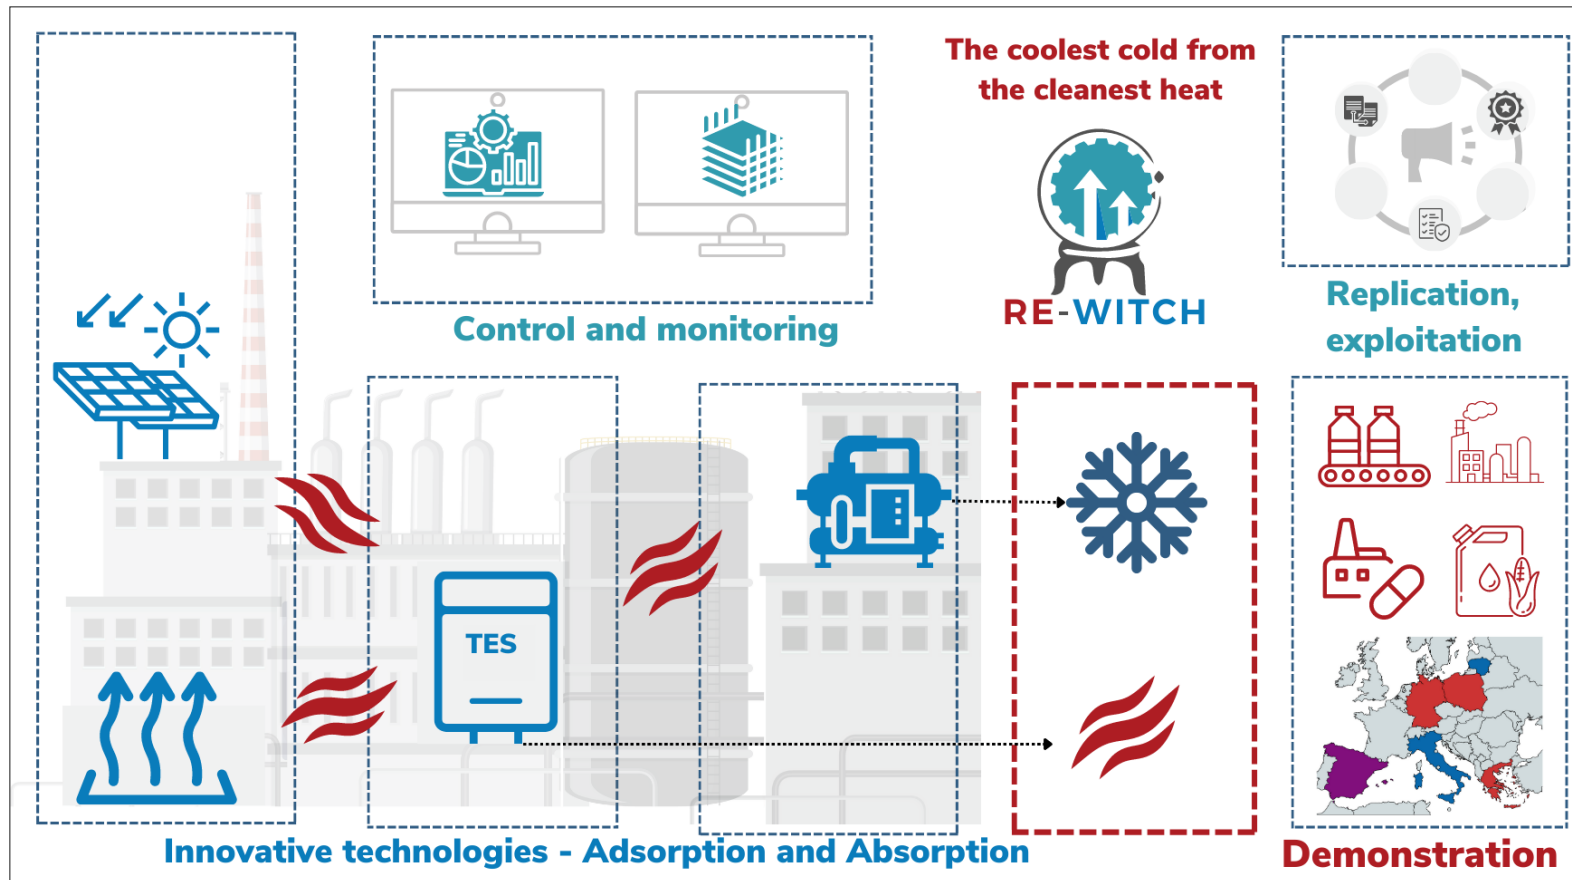 The coolest cold from
the cleanest heat
RE-WITCH
Control and monitoring
Replication,
exploitation
TES
Innovative technologies - Adsorption and Absorption
Demonstration